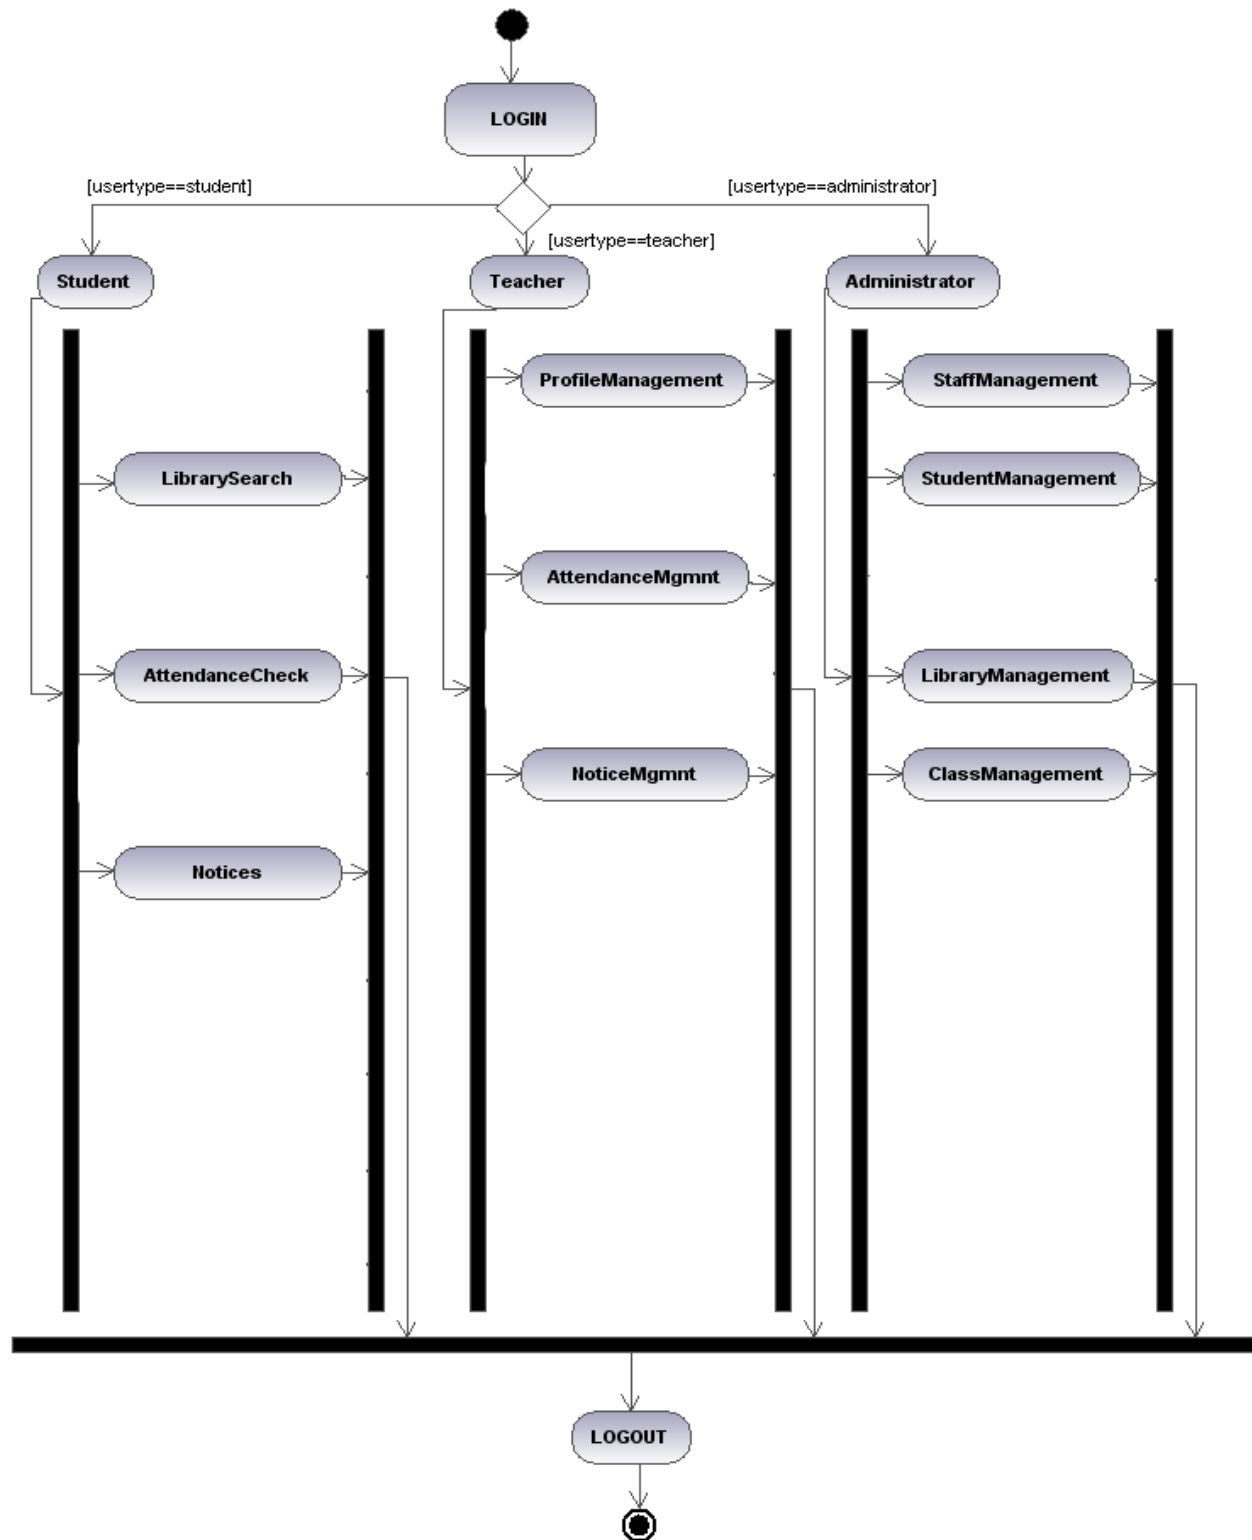 LOGIN
[usertype==student]
[usertype==administrator]
[usertype==teacher]
Student
Teacher
Administrator
ProfileManagement
StaffManagement
LibrarySearch
StudentManagement
AttendanceMgmnt
AttendanceCheck
LibraryManagement
NoticeMgmnt
ClassManagement
Notices
LOGOUT